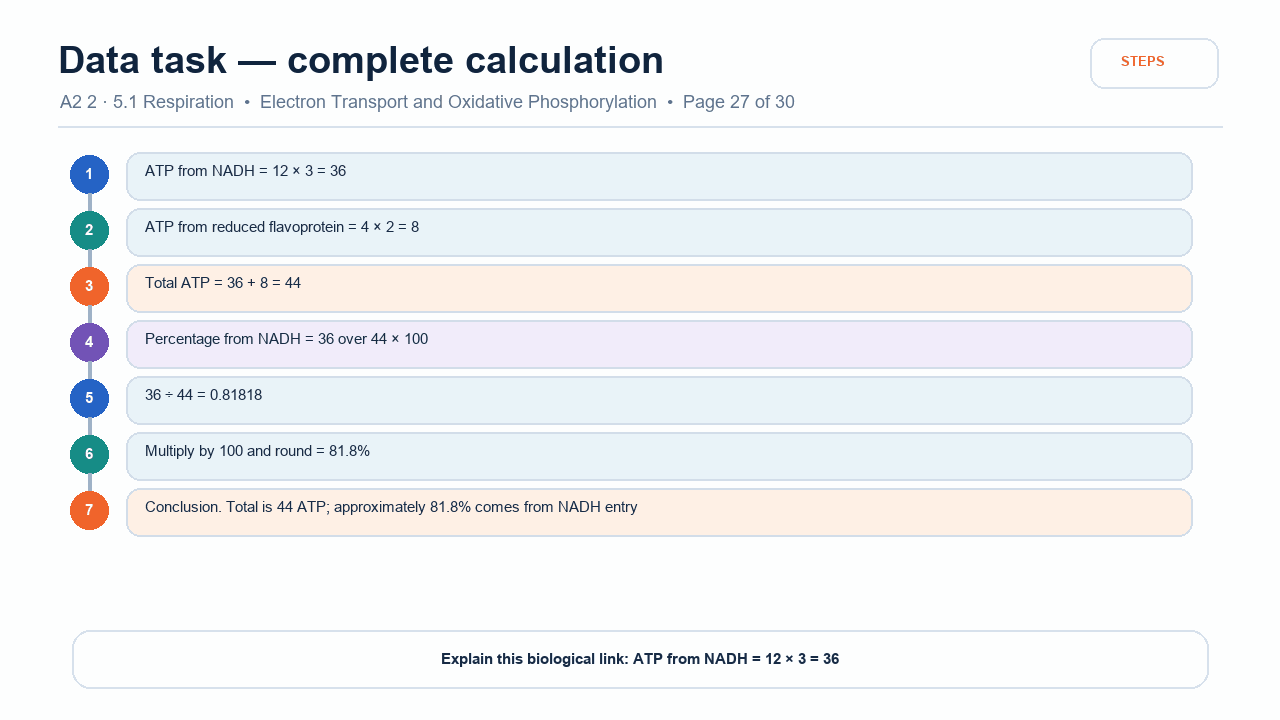 Data task — complete calculation
STEPS
A2 2 · 5.1 Respiration • Electron Transport and Oxidative Phosphorylation • Page 27 of 30
1
ATP from NADH = 12 × 3 = 36
2
ATP from reduced flavoprotein = 4 × 2 = 8
3
Total ATP = 36 + 8 = 44
4
Percentage from NADH = 36 over 44 × 100
5
36 ÷ 44 = 0.81818
6
Multiply by 100 and round = 81.8%
7
Conclusion. Total is 44 ATP; approximately 81.8% comes from NADH entry
Explain this biological link: ATP from NADH = 12 × 3 = 36